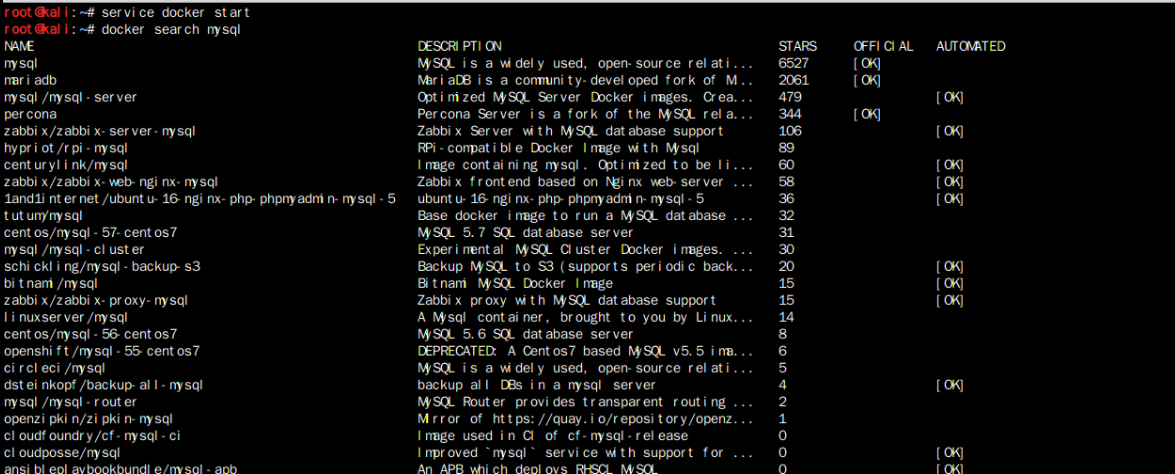 root@kali:~# service docker start
root@kali:~# docker search mysql
NAME DESCRIPTION STARS OFFICIAL AUTOMATED
mysql MySQL is a widely used, open-source relati... 6527 [OK]
mariadb MariaDB is a community-developed fork of M... 2061 [OK]
mysql/mysql-server Optimized MySQL Server Docker images. Crea... 479 [OK]
percona Percona Server is a fork of the MySQL rela... 344 [OK]
zabbix/zabbix-server-mysql Zabbix Server with MySQL database support 106 [OK]
hypriot/rpi-mysql RPi-compatible Docker Image with Mysql 89
centurylink/mysql Image containing mysql. Optimized to be li... 60 [OK]
zabbix/zabbix-web-nginx-mysql Zabbix frontend based on Nginx web-server ... 58 [OK]
1and1internet/ubuntu-16-nginx-php-phpmyadmin-mysql-5 ubuntu-16-nginx-php-phpmyadmin-mysql-5 36 [OK]
tutum/mysql Base docker image to run a MySQL database ... 32
centos/mysql-57-centos7 MySQL 5.7 SQL database server 31
mysql/mysql-cluster Experimental MySQL Cluster Docker images. ... 30
schickling/mysql-backup-s3 Backup MySQL to S3 (supports periodic back... 20 [OK]
bitnami/mysql Bitnami MySQL Docker Image 15 [OK]
zabbix/zabbix-proxy-mysql Zabbix proxy with MySQL database support 15 [OK]
linuxserver/mysql A Mysql container, brought to you by Linux... 14
centos/mysql-56-centos7 MySQL 5.6 SQL database server 8
openshift/mysql-55-centos7 DEPRECATED: A Centos7 based MySQL v5.5 ima... 6
circleci/mysql MySQL is a widely used, open-source relati... 5
dsteinkopf/backup-all-mysql backup all DBs in a mysql server 4 [OK]
mysql/mysql-router MySQL Router provides transparent routing ... 2
openzipkin/zipkin-mysql Mirror of https://quay.io/repository/openz... 1
cloudfoundry/cf-mysql-ci Image used in CI of cf-mysql-release 0
cloudposse/mysql Improved `mysql` service with support for ... 0 [OK]
ansibleplaybookbundle/mysql-apb An APB which deploys RHSCL MySQL 0 [OK]